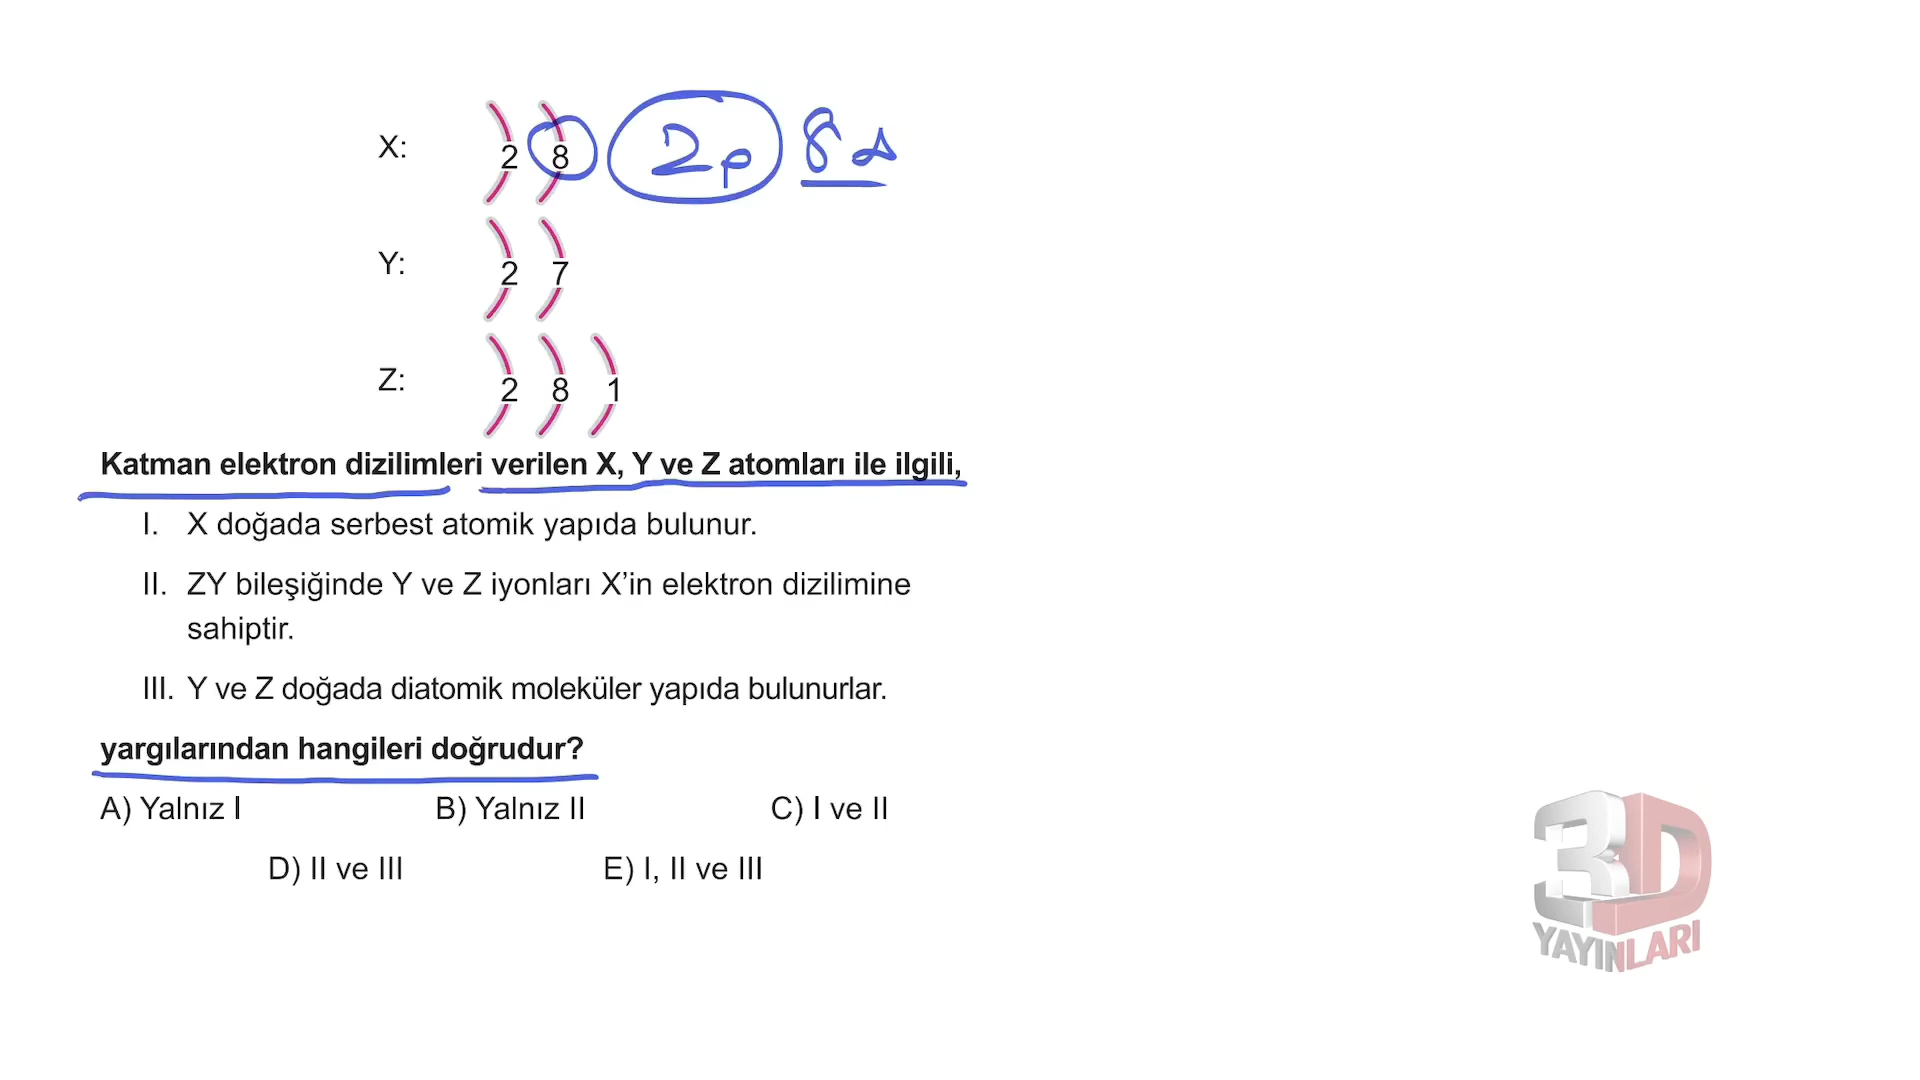 X: 2 8 2p 8A
Y: 2 7
Z: 2 8 1
Katman elektron dizilimleri verilen X, Y ve Z atomları ile ilgili,
I. X doğada serbest atomik yapıda bulunur.
II. ZY bileşiğinde Y ve Z iyonları X’in elektron dizilimine
sahiptir.
III. Y ve Z doğada diatomik moleküler yapıda bulunurlar.
yargılarından hangileri doğrudur?
A) Yalnız I B) Yalnız II C) I ve II
D) II ve III E) I, II ve III
3D
YAYINLARI